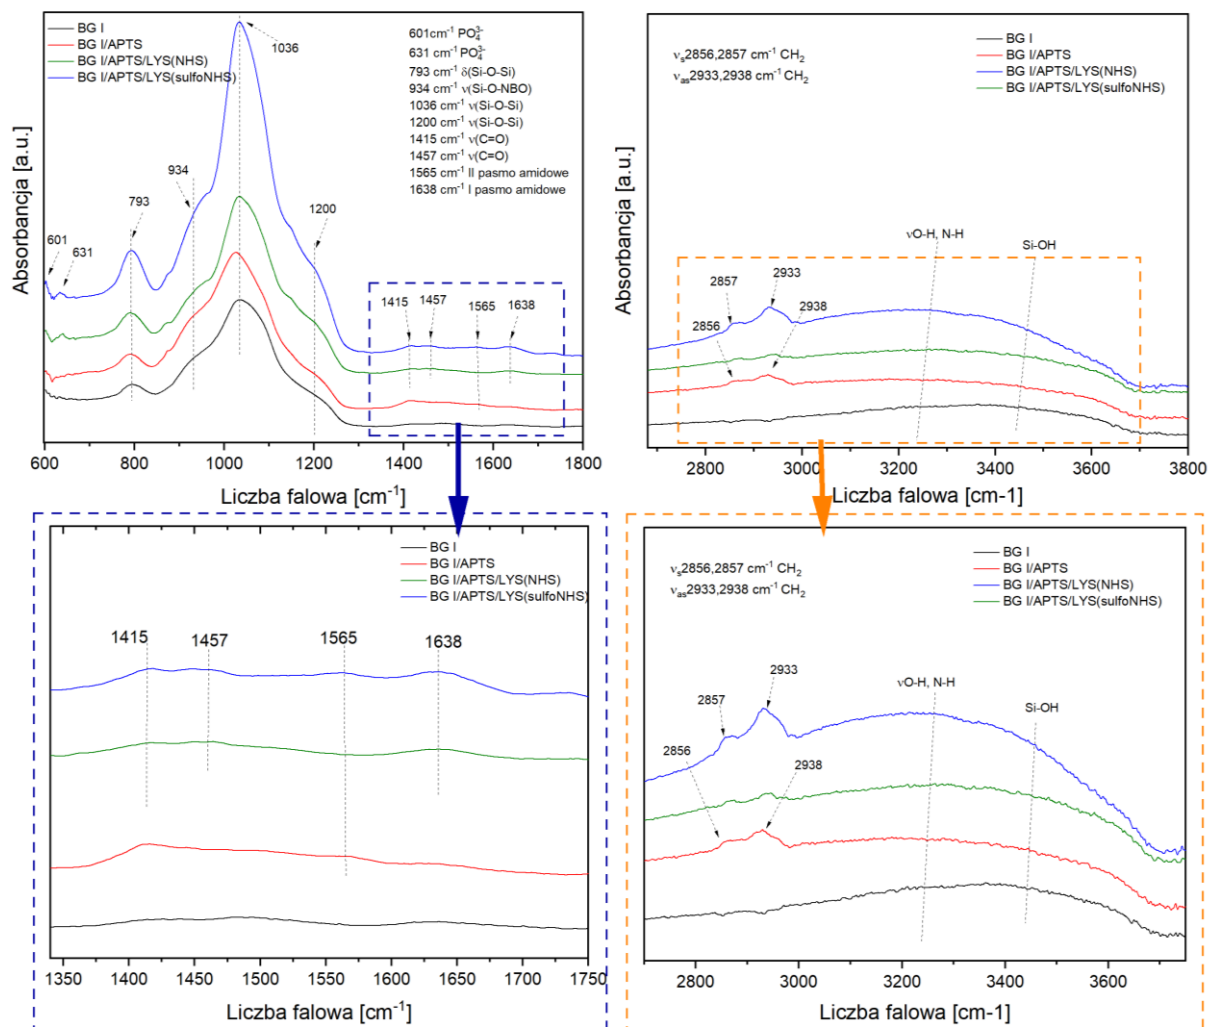 BG I
BG I/APTS
BG I/APTS/LYS(NHS)
BG I/APTS/LYS(sulfoNHS)
1036
601cm⁻¹ PO₄³⁻
631 cm⁻¹ PO₄³⁻
793 cm⁻¹ δ(Si-O-Si)
934 cm⁻¹ ν(Si-O-NBO)
1036 cm⁻¹ ν(Si-O-Si)
1200 cm⁻¹ ν(Si-O-Si)
1415 cm⁻¹ ν(C=O)
1457 cm⁻¹ ν(C=O)
1565 cm⁻¹ II pasmo amidowe
1638 cm⁻¹ I pasmo amidowe
934
793
1200
601
631
1415
1457
1565
1638
Absorbancja [a.u.]
600 800 1000 1200 1400 1600 1800
Liczba falowa [cm⁻¹]
νₛ2856,2857 cm⁻¹ CH₂
νₐₛ2933,2938 cm⁻¹ CH₂
BG I
BG I/APTS
BG I/APTS/LYS(NHS)
BG I/APTS/LYS(sulfoNHS)
νO-H, N-H
Si-OH
2857
2933
2938
2856
Absorbancja [a.u.]
2800 3000 3200 3400 3600 3800
Liczba falowa [cm-1]
BG I
BG I/APTS
BG I/APTS/LYS(NHS)
BG I/APTS/LYS(sulfoNHS)
1415
1457
1565
1638
1350 1400 1450 1500 1550 1600 1650 1700 1750
Liczba falowa [cm⁻¹]
νₛ2856,2857 cm⁻¹ CH₂
νₐₛ2933,2938 cm⁻¹ CH₂
BG I
BG I/APTS
BG I/APTS/LYS(NHS)
BG I/APTS/LYS(sulfoNHS)
2933
νO-H, N-H
2857
Si-OH
2856
2938
2800 3000 3200 3400 3600
Liczba falowa [cm-1]